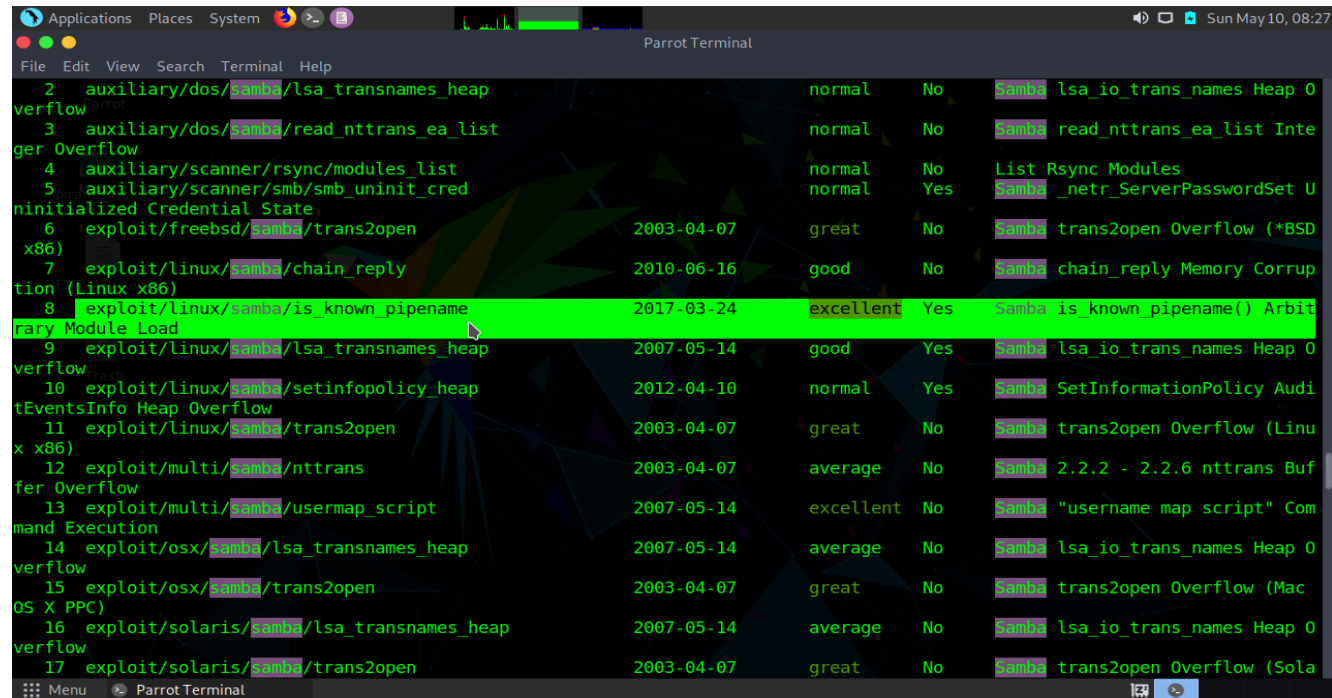 Applications Places System Sun May 10, 08:27
Parrot Terminal
File Edit View Search Terminal Help
2 auxiliary/dos/samba/lsa_transnames_heap normal No Samba lsa_io_trans_names Heap O
verflow
3 auxiliary/dos/samba/read_nttrans_ea_list normal No Samba read_nttrans_ea_list Inte
ger Overflow
4 auxiliary/scanner/rsync/modules_list normal No List Rsync Modules
5 auxiliary/scanner/smb/smb_uninit_cred normal Yes Samba _netr_ServerPasswordSet U
ninitialized Credential State
6 exploit/freebsd/samba/trans2open 2003-04-07 great No Samba trans2open Overflow (*BSD
x86)
7 exploit/linux/samba/chain_reply 2010-06-16 good No Samba chain_reply Memory Corrup
tion (Linux x86)
8 exploit/linux/samba/is_known_pipename 2017-03-24 excellent Yes Samba is_known_pipename() Arbit
rary Module Load
9 exploit/linux/samba/lsa_transnames_heap 2007-05-14 good Yes Samba lsa_io_trans_names Heap O
verflow
10 exploit/linux/samba/setinfopolicy_heap 2012-04-10 normal Yes Samba SetInformationPolicy Audi
tEventsInfo Heap Overflow
11 exploit/linux/samba/trans2open 2003-04-07 great No Samba trans2open Overflow (Linu
x x86)
12 exploit/multi/samba/nttrans 2003-04-07 average No Samba 2.2.2 - 2.2.6 nttrans Buf
fer Overflow
13 exploit/multi/samba/usermap_script 2007-05-14 excellent No Samba "username map script" Com
mand Execution
14 exploit/osx/samba/lsa_transnames_heap 2007-05-14 average No Samba lsa_io_trans_names Heap O
verflow
15 exploit/osx/samba/trans2open 2003-04-07 great No Samba trans2open Overflow (Mac
OS X PPC)
16 exploit/solaris/samba/lsa_transnames_heap 2007-05-14 average No Samba lsa_io_trans_names Heap O
verflow
17 exploit/solaris/samba/trans2open 2003-04-07 great No Samba trans2open Overflow (Sola
Menu Parrot Terminal